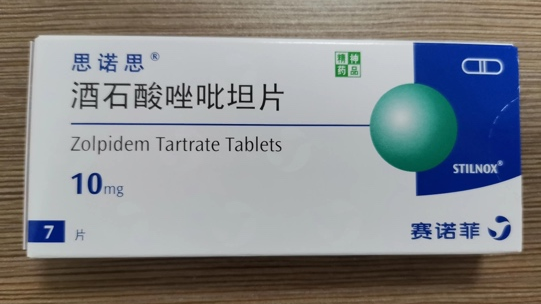 思诺思®
精神
药品
酒石酸唑吡坦片
Zolpidem Tartrate Tablets
10mg
STILNOX®
7片
赛诺菲